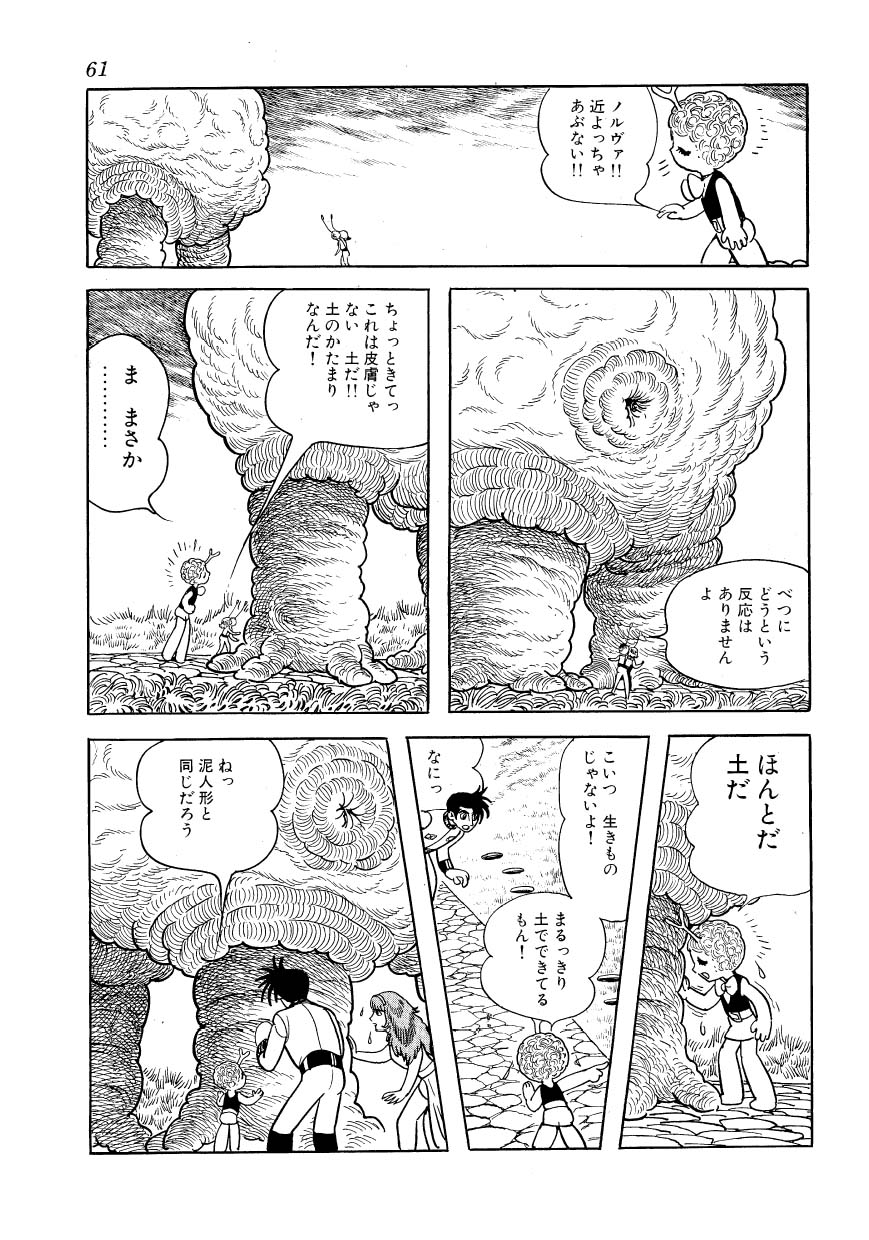 61
ノルヴァ!!
近よっちゃ
あぶない!!
べつに
どうという
反応は
ありません
よ
ちょっときてっ
これは皮膚じゃ
ない 土だ!!
土のかたまり
なんだ!
ま まさか
…………
ほんとだ
土だ
こいつ 生きもの
じゃないよ!
まるっきり
土でできてる
もん!
なにっ
ねっ
泥人形と
同じだろう